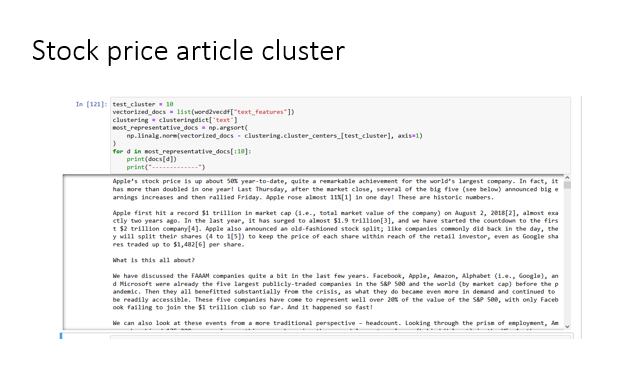 Stock price article cluster
In [121]: test_cluster = 10
vectorized_docs = list(word2vecdf["text_features"])
clustering = clusteringdict['text']
most_representative_docs = np.argsort(
np.linalg.norm(vectorized_docs - clustering.cluster_centers_[test_cluster], axis=1)
)
for d in most_representative_docs[:10]:
print(docs[d])
print("-------------")
Apple's stock price is up about 50% year-to-date, quite a remarkable achievement for the world's largest company. In fact, it
has more than doubled in one year! Last Thursday, after the market close, several of the big five (see below) announced big e
arnings increases and then rallied Friday. Apple rose almost 11%[1] in one day! These are historic numbers.
Apple first hit a record $1 trillion in market cap (i.e., total market value of the company) on August 2, 2018[2], almost exa
ctly two years ago. In the last year, it has surged to almost $1.9 trillion[3], and we have started the countdown to the firs
t $2 trillion company[4]. Apple also announced an old-fashioned stock split; like companies commonly did back in the day, the
y will split their shares (4 to 1[5]) to keep the price of each share within reach of the retail investor, even as Google sha
res traded up to $1,482[6] per share.
What is this all about?
We have discussed the FAAAM companies quite a bit in the last few years. Facebook, Apple, Amazon, Alphabet (i.e., Google), an
d Microsoft were already the five largest publicly-traded companies in the S&P 500 and the world (by market cap) before the p
andemic. Then they all benefitted substantially from the crisis, as what they do became even more in demand and continued to
be readily accessible. These five companies have come to represent well over 20% of the value of the S&P 500, with only Faceb
ook failing to join the $1 trillion club so far. And it happened so fast!
We can also look at these events from a more traditional perspective – headcount. Looking through the prism of employment, Am